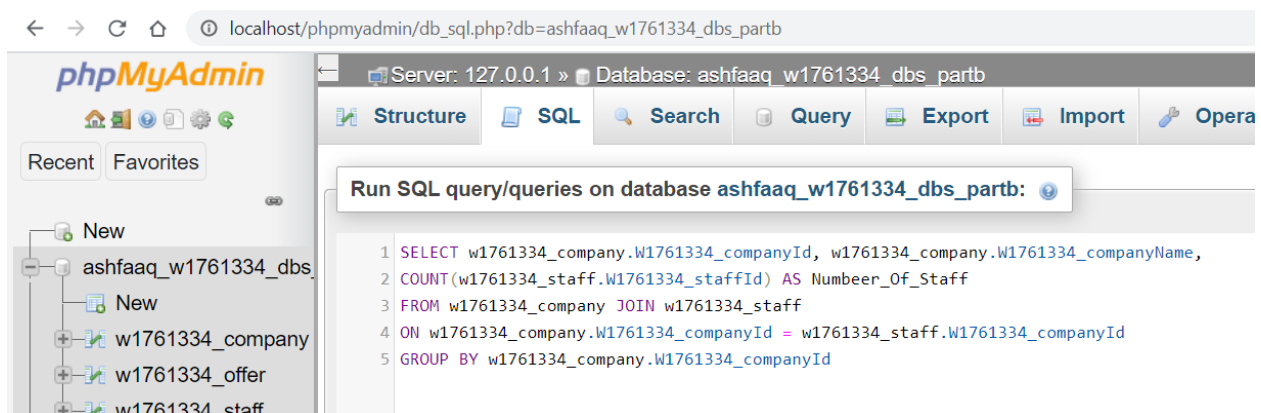 localhost/phpmyadmin/db_sql.php?db=ashfaaq_w1761334_dbs_partb
phpMyAdmin
Server: 127.0.0.1 » Database: ashfaaq_w1761334_dbs_partb
Structure SQL Search Query Export Import Opera
Recent Favorites
Run SQL query/queries on database ashfaaq_w1761334_dbs_partb:
New
ashfaaq_w1761334_dbs_
New
w1761334_company
w1761334_offer
w1761334_staff
1 SELECT w1761334_company.W1761334_companyId, w1761334_company.W1761334_companyName,
2 COUNT(w1761334_staff.W1761334_staffId) AS Numbeer_Of_Staff
3 FROM w1761334_company JOIN w1761334_staff
4 ON w1761334_company.W1761334_companyId = w1761334_staff.W1761334_companyId
5 GROUP BY w1761334_company.W1761334_companyId